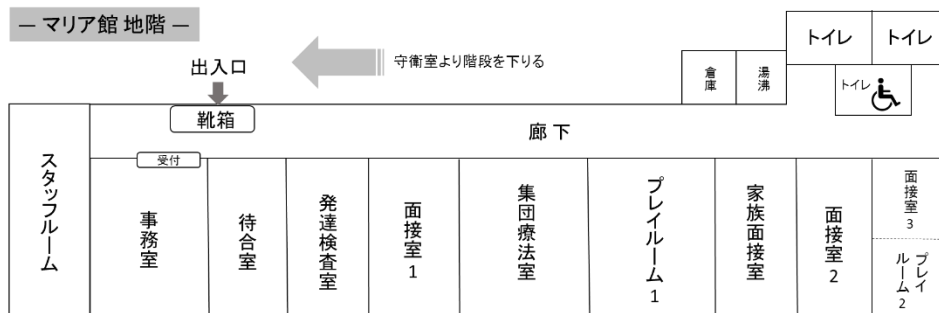 ― マリア館 地階 ―
守衛室より階段を下りる
出入口
靴箱
倉庫
湯沸
トイレ
トイレ
トイレ
廊下
受付
スタッフルーム
事務室
待合室
発達検査室
面接室1
集団療法室
プレイルーム1
家族面接室
面接室2
面接室3
プレイ
ルーム2